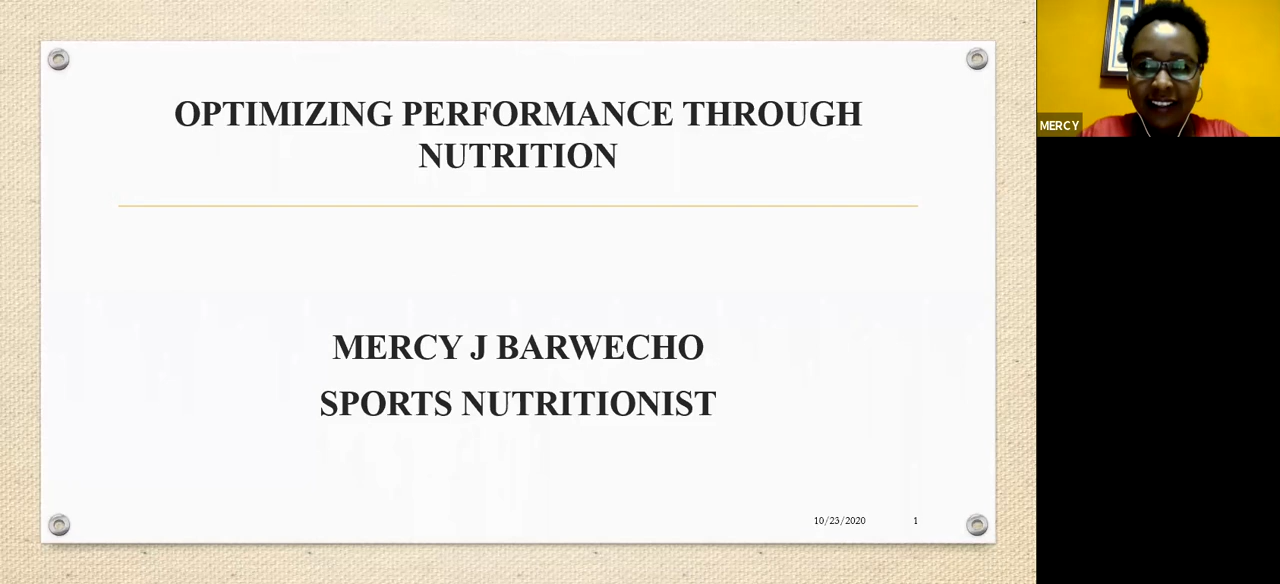 OPTIMIZING PERFORMANCE THROUGH
NUTRITION
MERCY J BARWECHO
SPORTS NUTRITIONIST
10/23/2020 1
MERCY